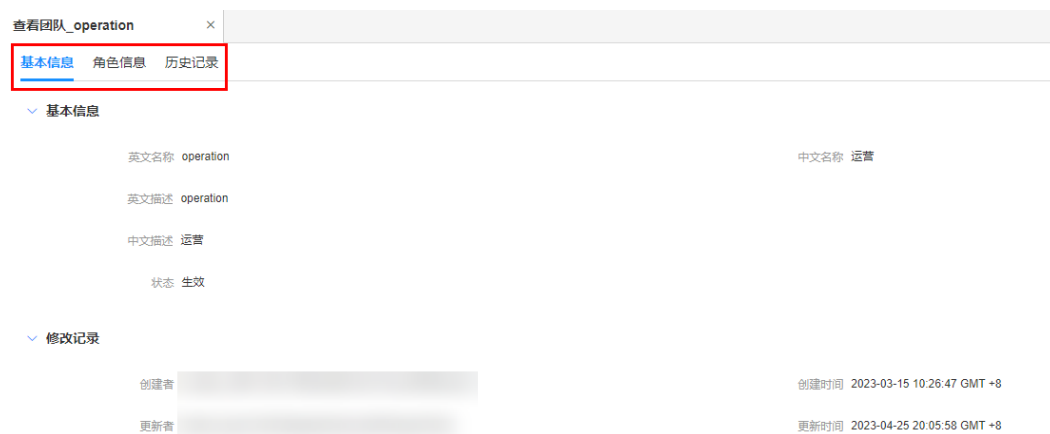 查看团队_operation ×
基本信息 角色信息 历史记录
基本信息
英文名称 operation 中文名称 运营
英文描述 operation
中文描述 运营
状态 生效
修改记录
创建者 创建时间 2023-03-15 10:26:47 GMT +8
更新者 更新时间 2023-04-25 20:05:58 GMT +8